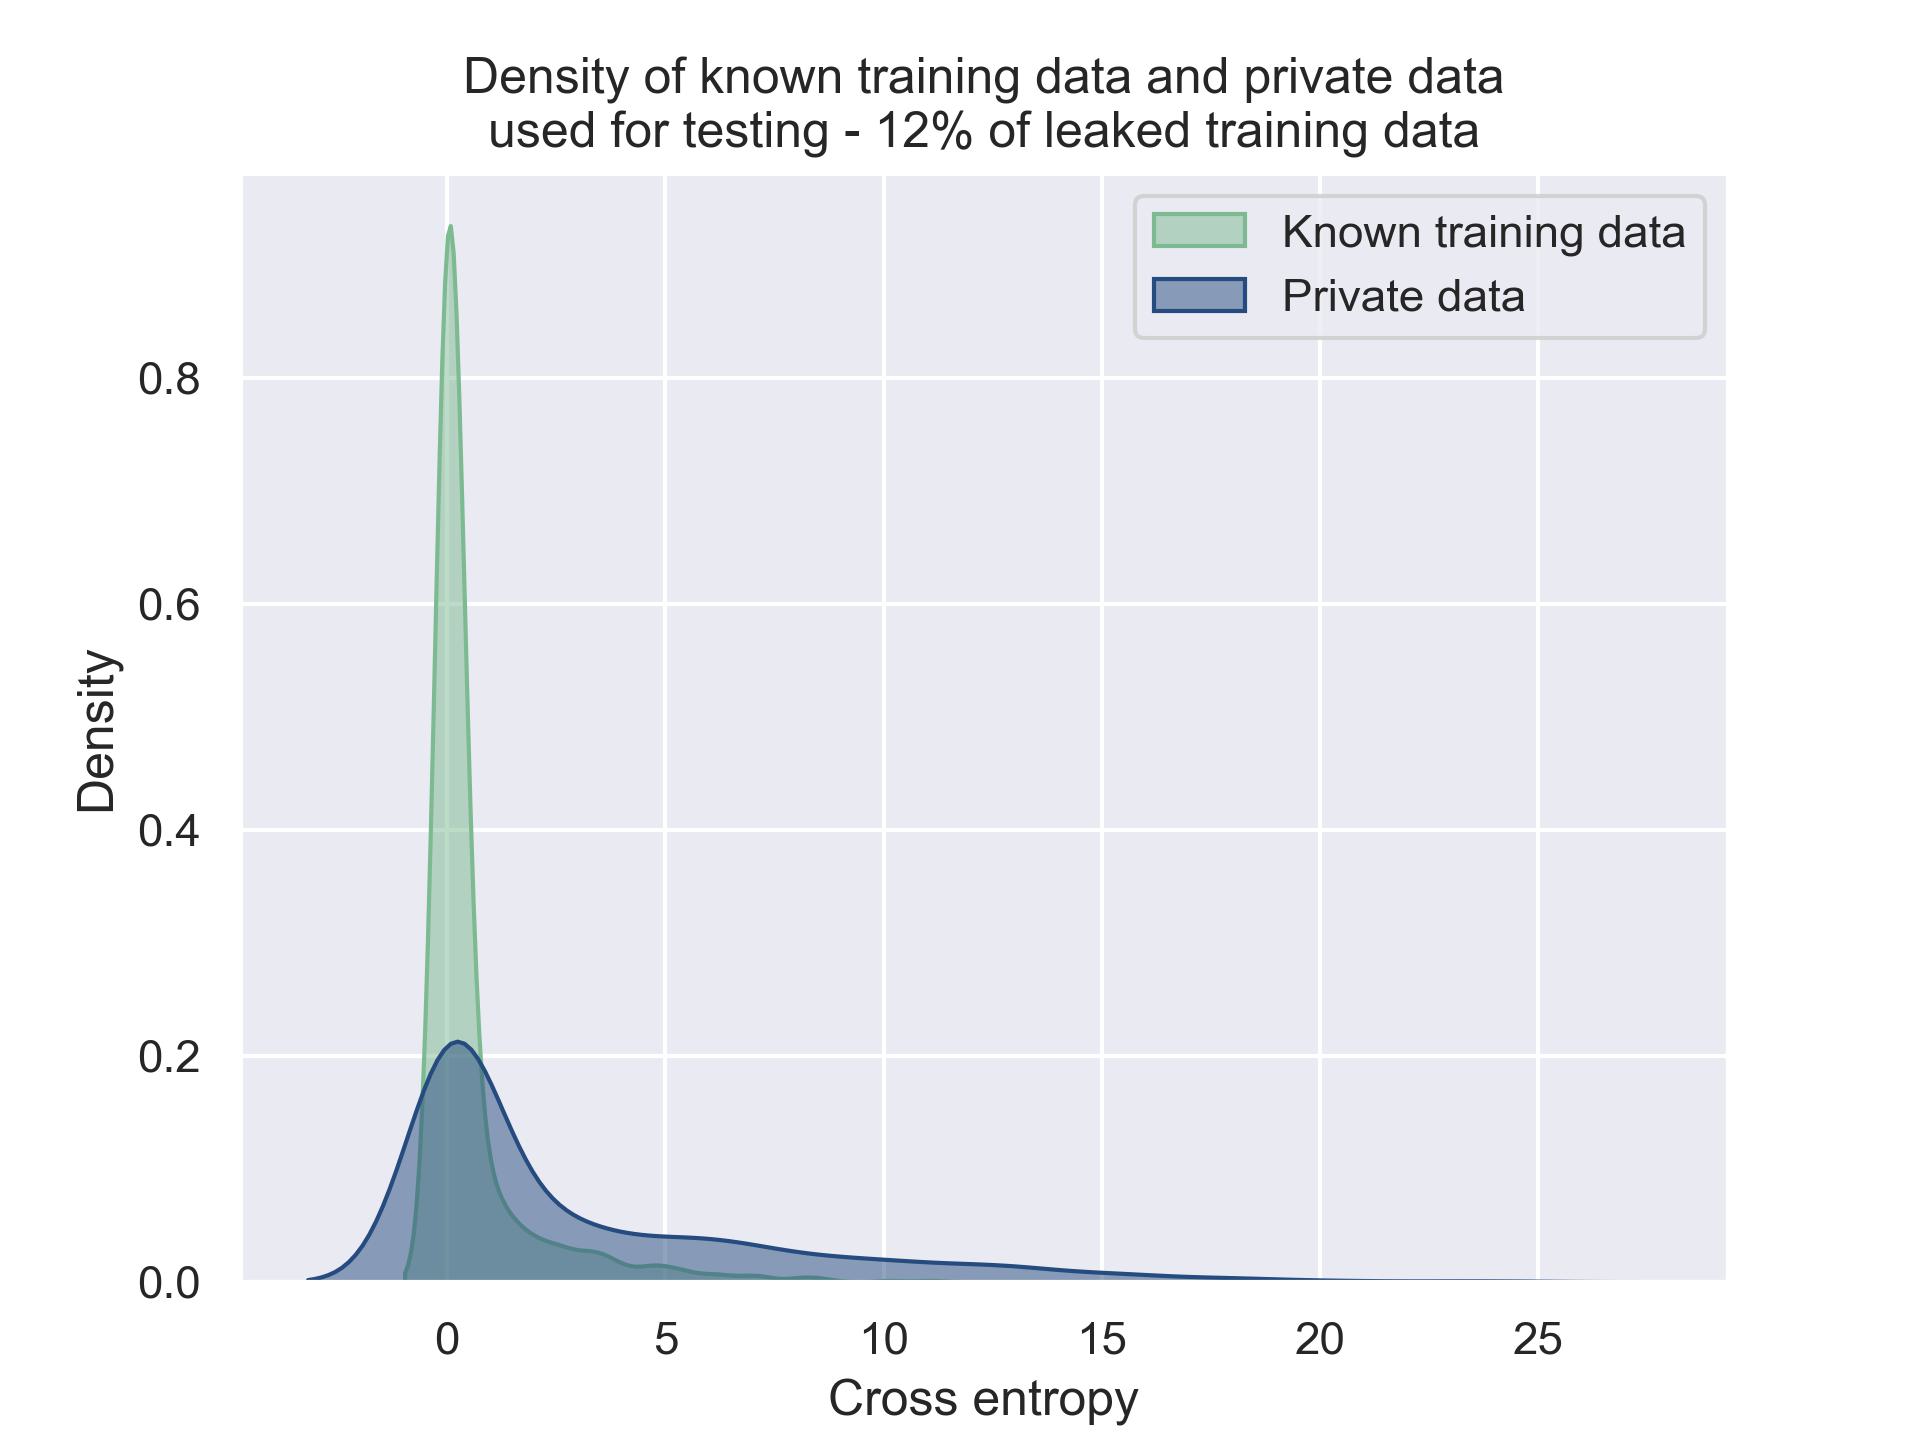 Density of known training data and private data
used for testing - 12% of leaked training data
Known training data
Private data
0.8
0.6
0.4
0.2
0.0
Density
0 5 10 15 20 25
Cross entropy